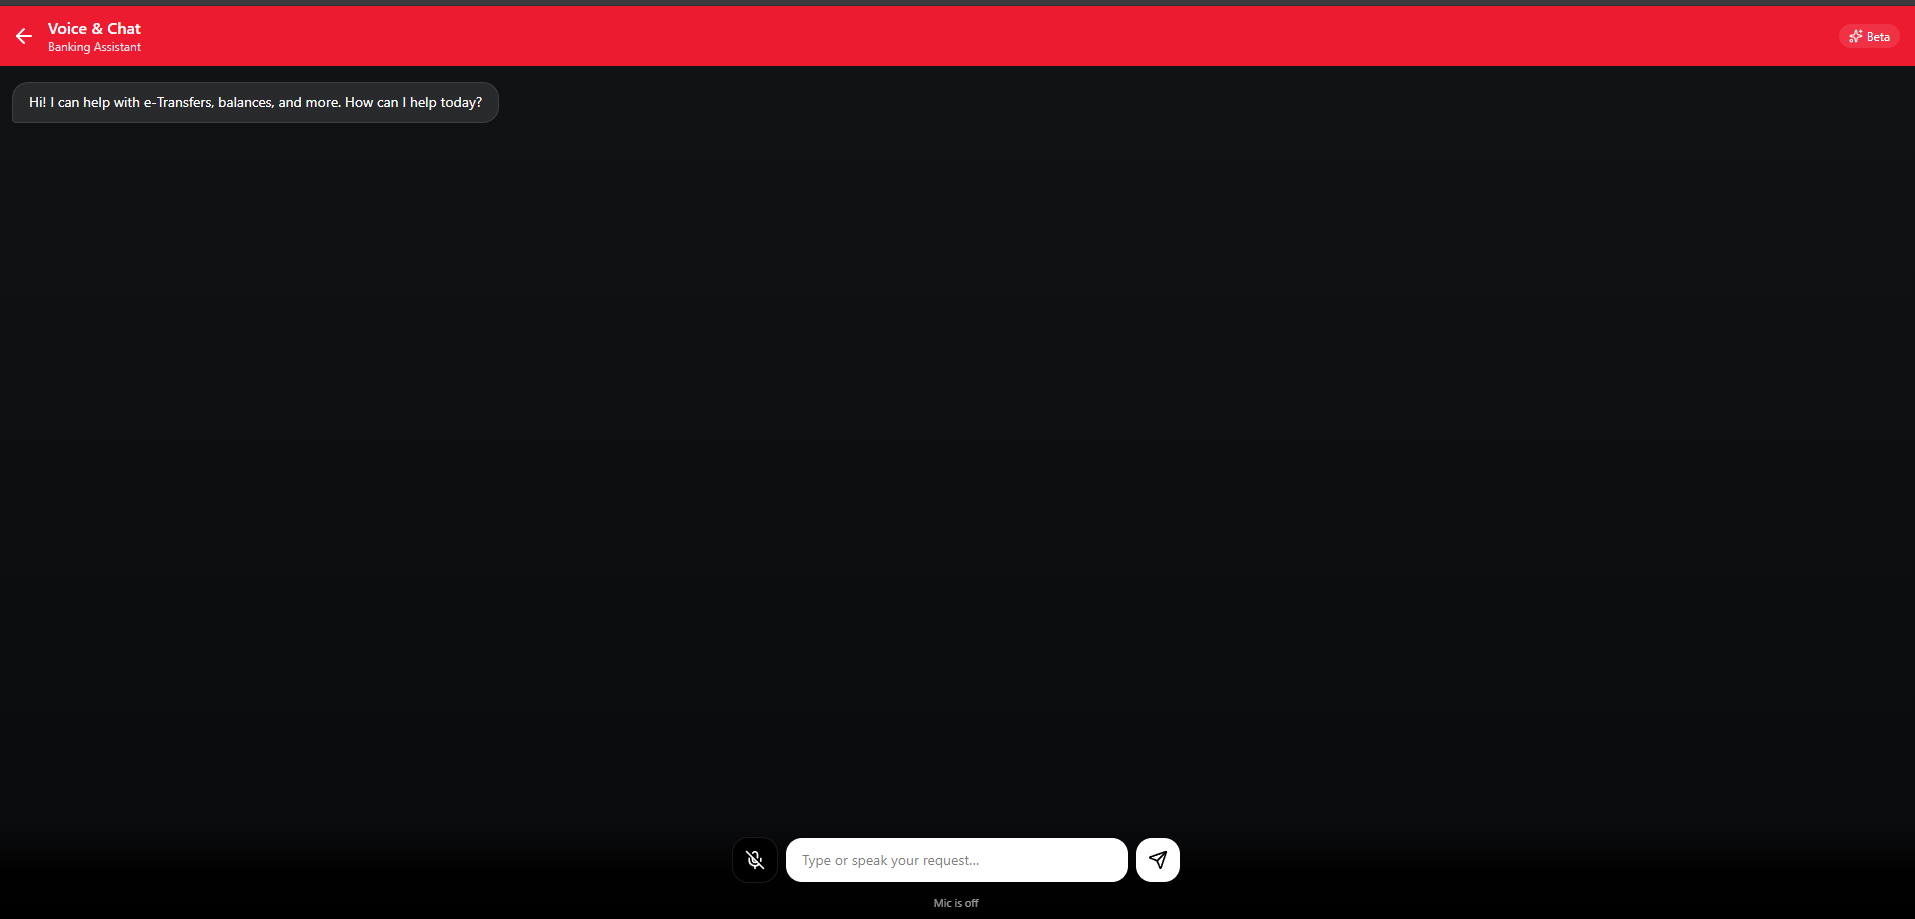 Voice & Chat
Banking Assistant
Beta
Hi! I can help with e-Transfers, balances, and more. How can I help today?
Type or speak your request...
Mic is off